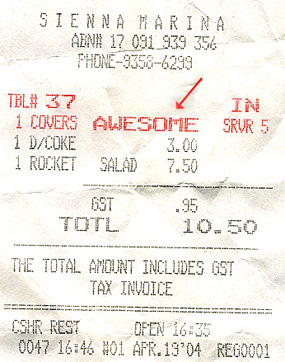 SIENNA MARINA
ABN# 17 091 939 356
PHONE-9358-6299
TBL# 37 IN
1 COVERS AWESOME SRVR 5
1 D/COKE 3.00
1 ROCKET SALAD 7.50
GST .95
TOTL 10.50
THE TOTAL AMOUNT INCLUDES GST
TAX INVOICE
CSHR REST OPEN 16:35
0047 16:46 #01 APR.19'04 REG0001